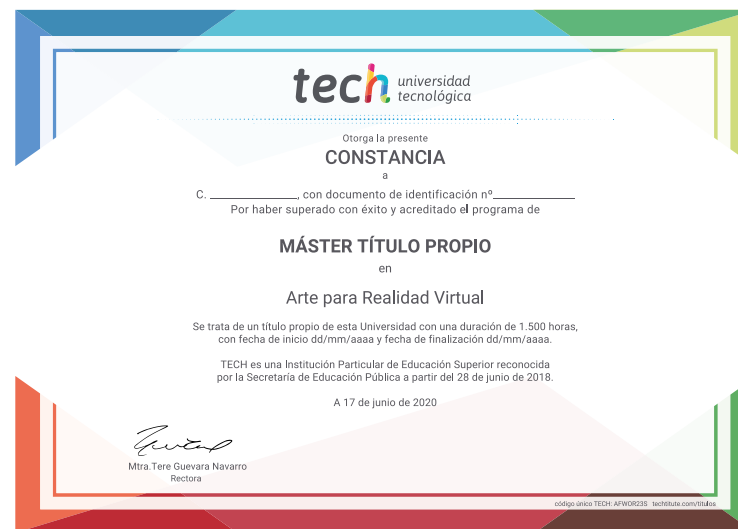 tech universidad
tecnológica
Otorga la presente
CONSTANCIA
a
C. ______________, con documento de identificación nº______________
Por haber superado con éxito y acreditado el programa de
MÁSTER TÍTULO PROPIO
en
Arte para Realidad Virtual
Se trata de un título propio de esta Universidad con una duración de 1.500 horas,
con fecha de inicio dd/mm/aaaa y fecha de finalización dd/mm/aaaa.
TECH es una Institución Particular de Educación Superior reconocida
por la Secretaría de Educación Pública a partir del 28 de junio de 2018.
A 17 de junio de 2020
Mtra.Tere Guevara Navarro
Rectora
código único TECH: AFWOR23S techtitute.com/titulos